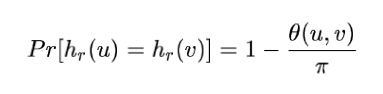 Pr[h_r(u) = h_r(v)] = 1 − θ(u, v)/π